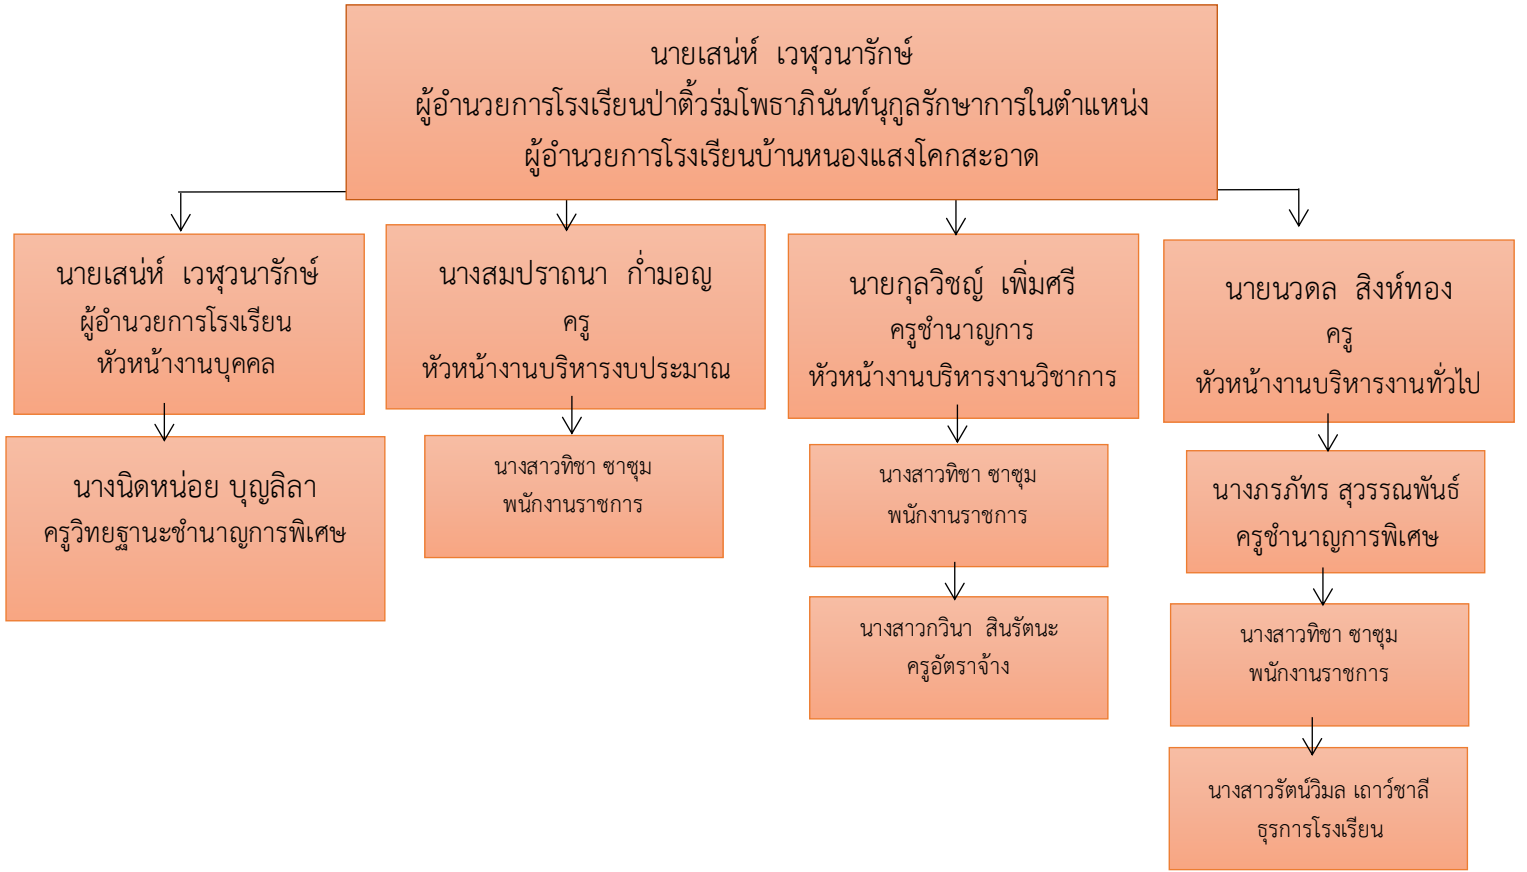 นายเสน่ห์ เวฬุวนารักษ์
ผู้อำนวยการโรงเรียนป่าติ้วร่มโพธาภินันท์นุกูลรักษาการในตำแหน่ง
ผู้อำนวยการโรงเรียนบ้านหนองแสงโคกสะอาด
นายเสน่ห์ เวฬุวนารักษ์
ผู้อำนวยการโรงเรียน
หัวหน้างานบุคคล
นางนิดหน่อย บุญลิลา
ครูวิทยฐานะชำนาญการพิเศษ
นางสมปราถนา ก่ำมอญ
ครู
หัวหน้างานบริหารงบประมาณ
นางสาวทิชา ซาซุม
พนักงานราชการ
นายกุลวิชญ์ เพิ่มศรี
ครูชำนาญการ
หัวหน้างานบริหารงานวิชาการ
นางสาวทิชา ซาซุม
พนักงานราชการ
นางสาวกวินา สินรัตนะ
ครูอัตราจ้าง
นายนวดล สิงห์ทอง
ครู
หัวหน้างานบริหารงานทั่วไป
นางภรภัทร สุวรรณพันธ์
ครูชำนาญการพิเศษ
นางสาวทิชา ซาซุม
พนักงานราชการ
นางสาวรัตน์วิมล เถาว์ชาลี
ธุรการโรงเรียน